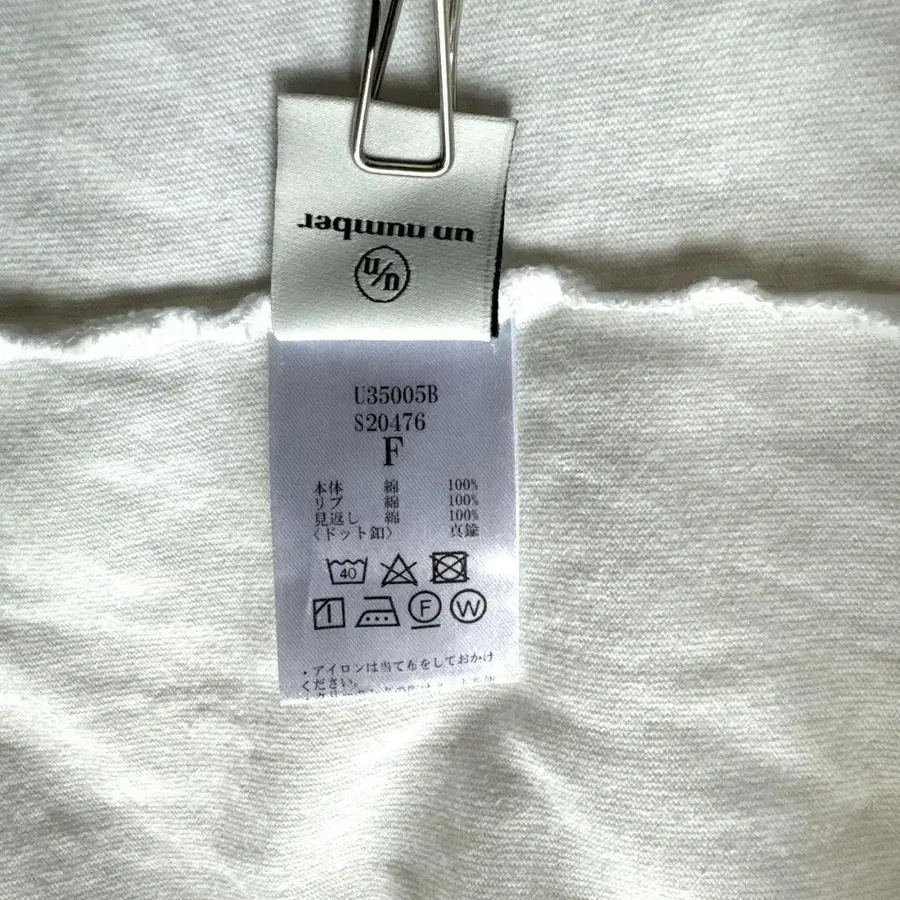 un number
u/n
U35005B
S20476
F
本体 綿 100%
リブ 綿 100%
見返し 綿 100%
〈ドット釦〉 真鍮
40
F W
・アイロンは当て布をしておかけ
ください。